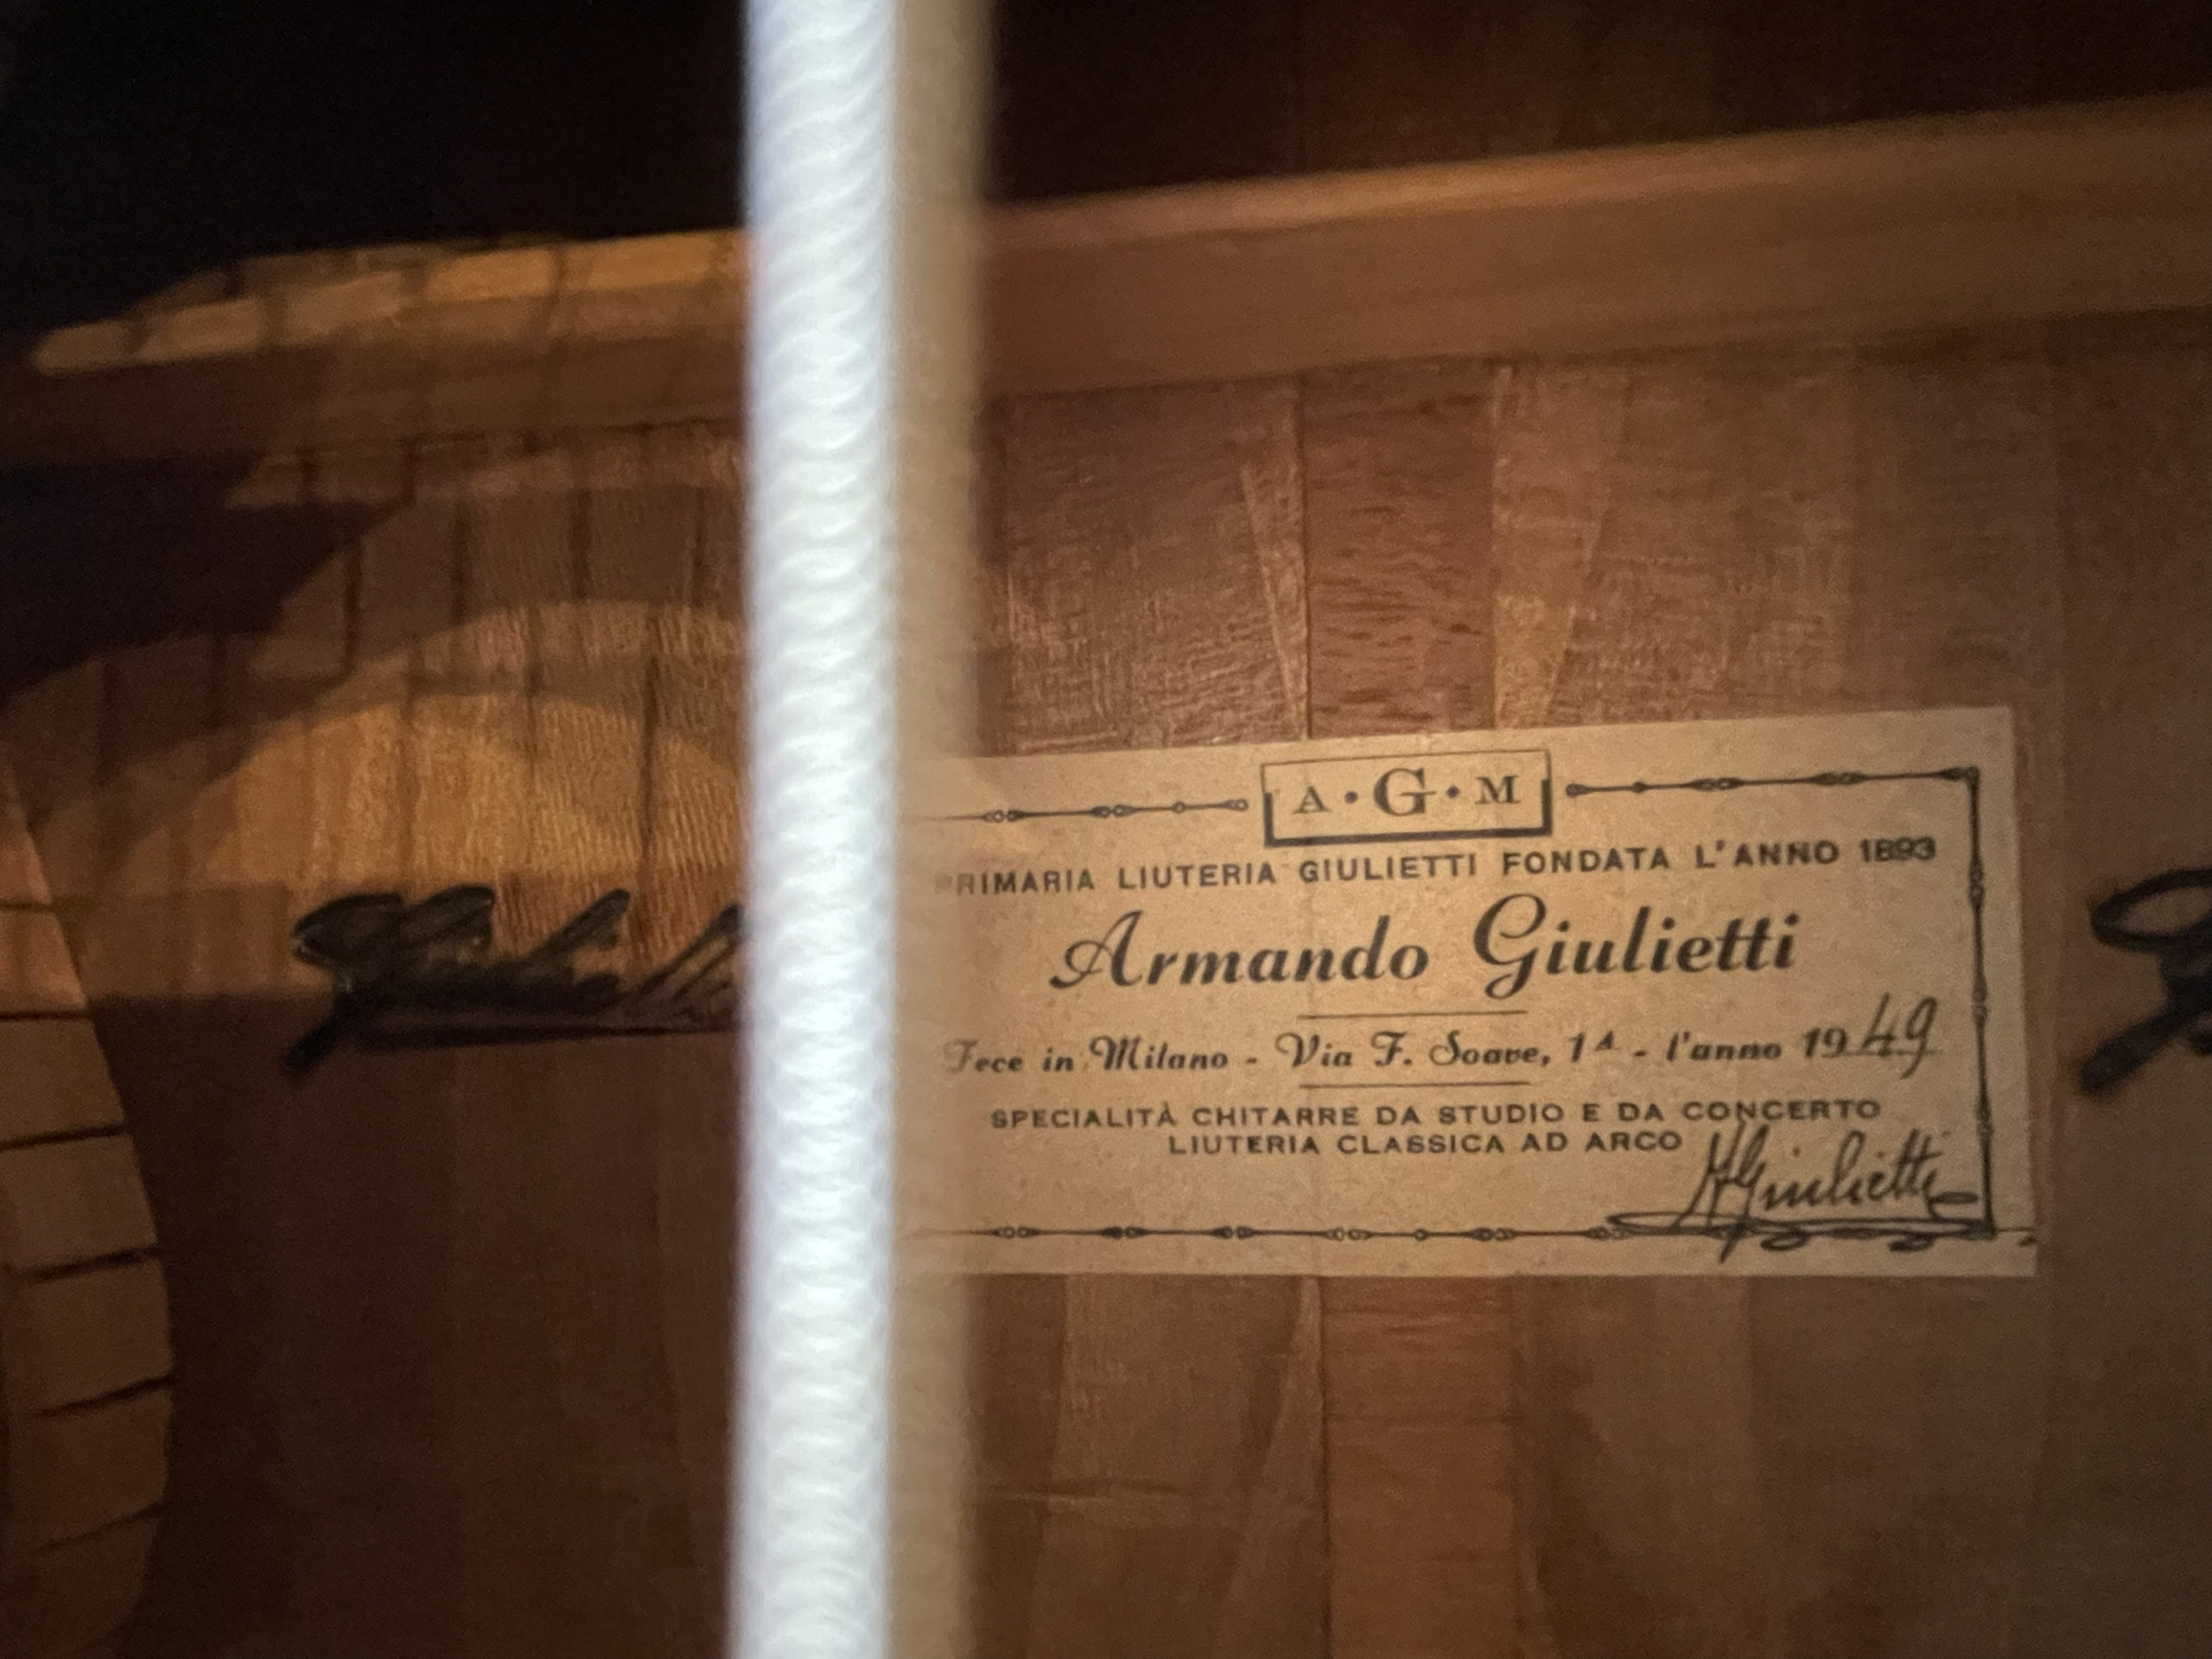 A · G · M
PRIMARIA LIUTERIA GIULIETTI FONDATA L'ANNO 1893
Armando Giulietti
Fece in Milano - Via F. Soave, 1A - l'anno 1949
SPECIALITÀ CHITARRE DA STUDIO E DA CONCERTO
LIUTERIA CLASSICA AD ARCO
AGiulietti